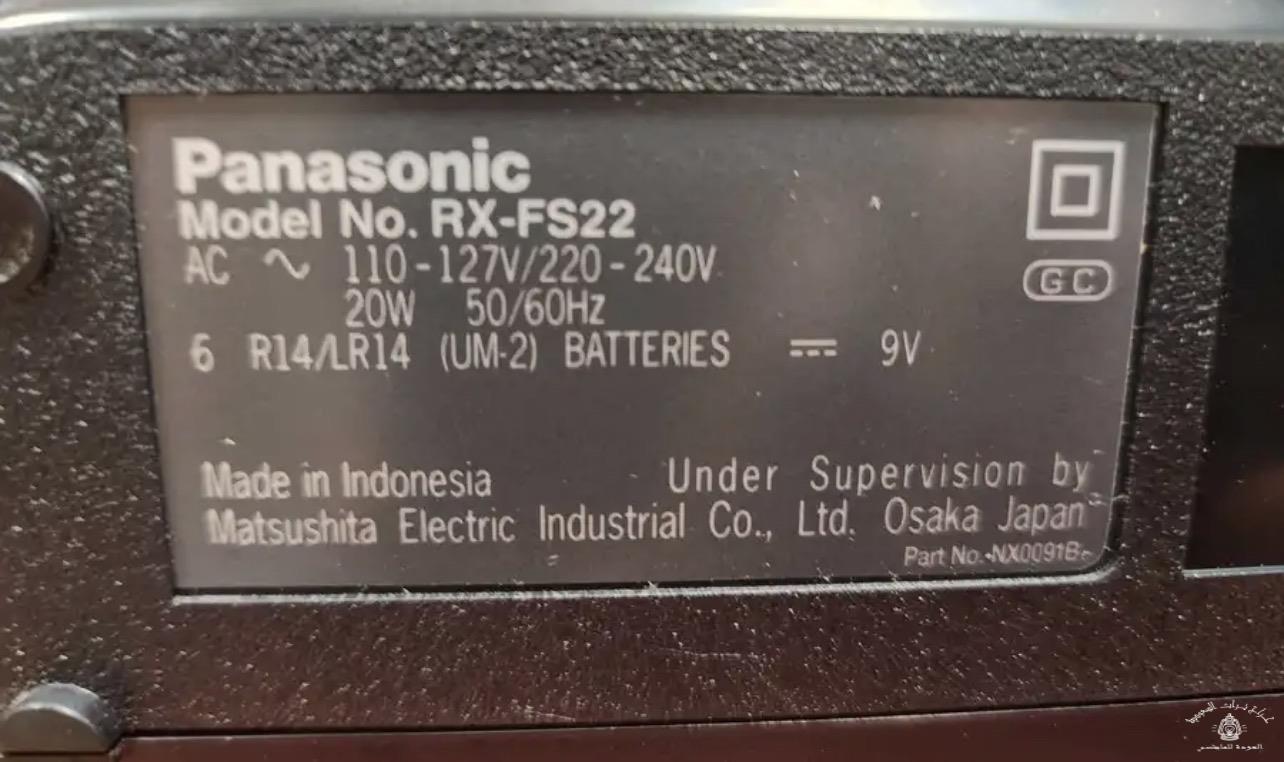 Panasonic
Model No. RX-FS22
AC ∿ 110-127V/220-240V
20W 50/60Hz
6 R14/LR14 (UM-2) BATTERIES ⎓ 9V
GC
Made in Indonesia Under Supervision by
Matsushita Electric Industrial Co., Ltd. Osaka Japan
Part No. NX0091B